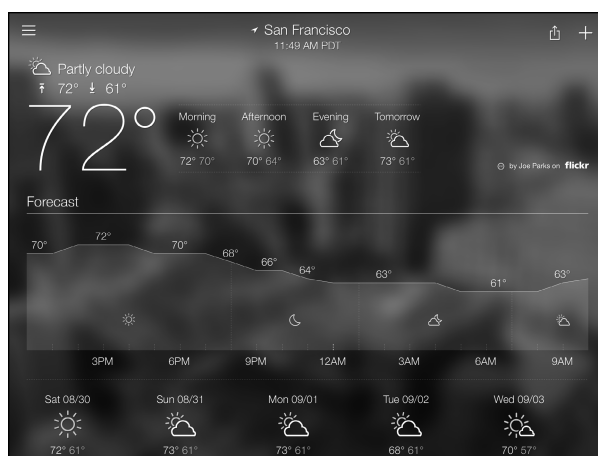 San Francisco
11:49 AM PDT
Partly cloudy
72° 61°
72°
Morning Afternoon Evening Tomorrow
72° 70° 70° 64° 63° 61° 73° 61°
by Joe Parks on flickr
Forecast
70° 72° 70° 68° 66° 64° 63° 61° 63°
3PM 6PM 9PM 12AM 3AM 6AM 9AM
Sat 08/30 Sun 08/31 Mon 09/01 Tue 09/02 Wed 09/03
72° 61° 73° 61° 73° 61° 68° 61° 70° 57°